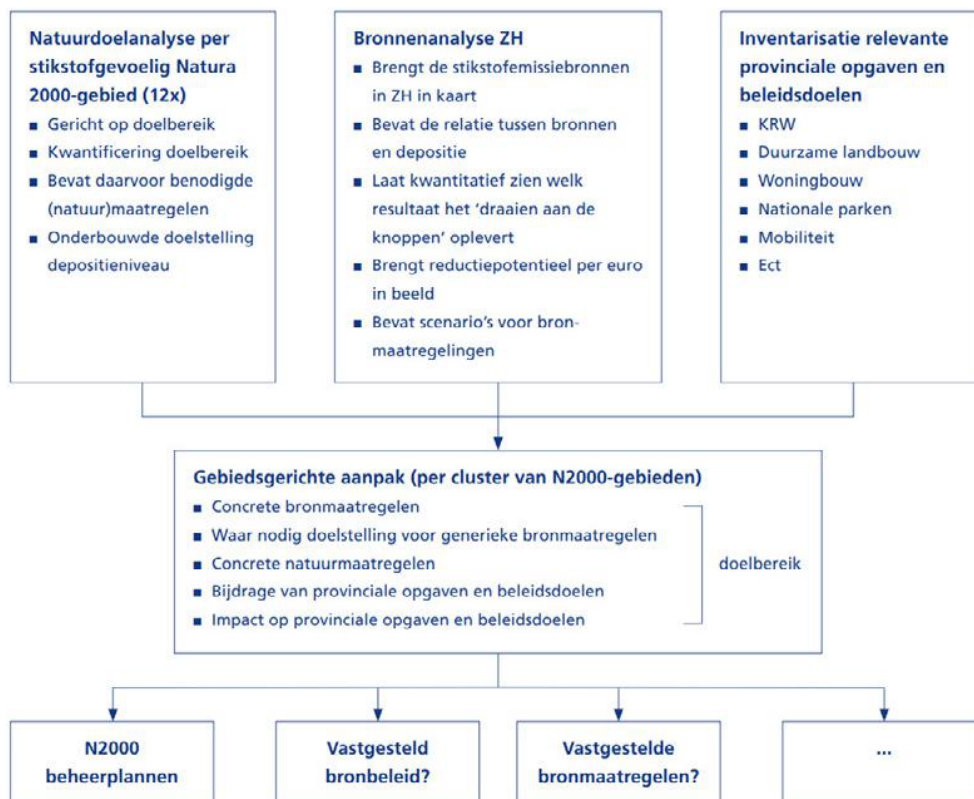 Natuurdoelanalyse per
stikstofgevoelig Natura
2000-gebied (12x)
▪ Gericht op doelbereik
▪ Kwantificering doelbereik
▪ Bevat daarvoor benodigde
(natuur)maatregelen
▪ Onderbouwde doelstelling
depositieniveau
Bronnenanalyse ZH
▪ Brengt de stikstofemissiebronnen
in ZH in kaart
▪ Bevat de relatie tussen bronnen
en depositie
▪ Laat kwantitatief zien welk
resultaat het ‘draaien aan de
knoppen’ oplevert
▪ Brengt reductiepotentieel per euro
in beeld
▪ Bevat scenario’s voor bron-
maatregelingen
Inventarisatie relevante
provinciale opgaven en
beleidsdoelen
▪ KRW
▪ Duurzame landbouw
▪ Woningbouw
▪ Nationale parken
▪ Mobiliteit
▪ Ect
Gebiedsgerichte aanpak (per cluster van N2000-gebieden)
▪ Concrete bronmaatregelen
▪ Waar nodig doelstelling voor generieke bronmaatregelen
▪ Concrete natuurmaatregelen
▪ Bijdrage van provinciale opgaven en beleidsdoelen
▪ Impact op provinciale opgaven en beleidsdoelen
doelbereik
N2000
beheerplannen
Vastgesteld
bronbeleid?
Vastgestelde
bronmaatregelen?
...